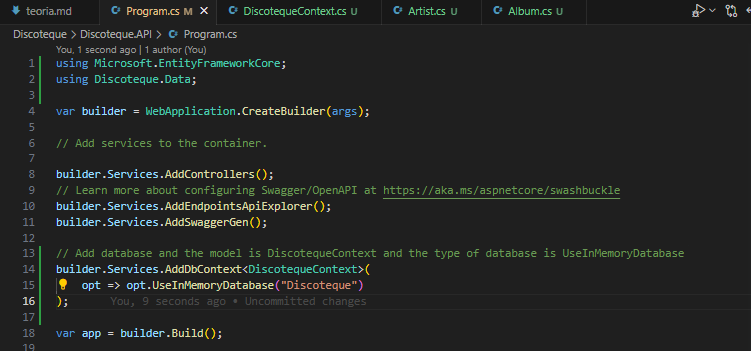 teoria.md Program.cs M DiscotequeContext.cs U Artist.cs U Album.cs U
Discoteque > Discoteque.API > Program.cs
You, 1 second ago | 1 author (You)
1 using Microsoft.EntityFrameworkCore;
2 using Discoteque.Data;
3
4 var builder = WebApplication.CreateBuilder(args);
5
6 // Add services to the container.
7
8 builder.Services.AddControllers();
9 // Learn more about configuring Swagger/OpenAPI at https://aka.ms/aspnetcore/swashbuckle
10 builder.Services.AddEndpointsApiExplorer();
11 builder.Services.AddSwaggerGen();
12
13 // Add database and the model is DiscotequeContext and the type of database is UseInMemoryDatabase
14 builder.Services.AddDbContext<DiscotequeContext>(
15 opt => opt.UseInMemoryDatabase("Discoteque")
16 ); You, 9 seconds ago • Uncommitted changes
17
18 var app = builder.Build();